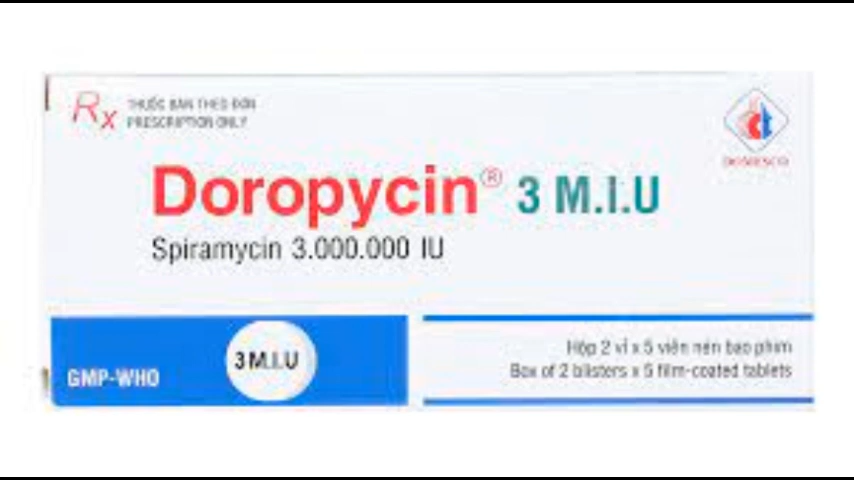 Rx THUỐC BÁN THEO ĐƠN
PRESCRIPTION ONLY
DOMESCO
Doropycin® 3 M.I.U
Spiramycin 3.000.000 IU
3 M.I.U
GMP-WHO
Hộp 2 vỉ x 5 viên nén bao phim
Box of 2 blisters x 5 film-coated tablets